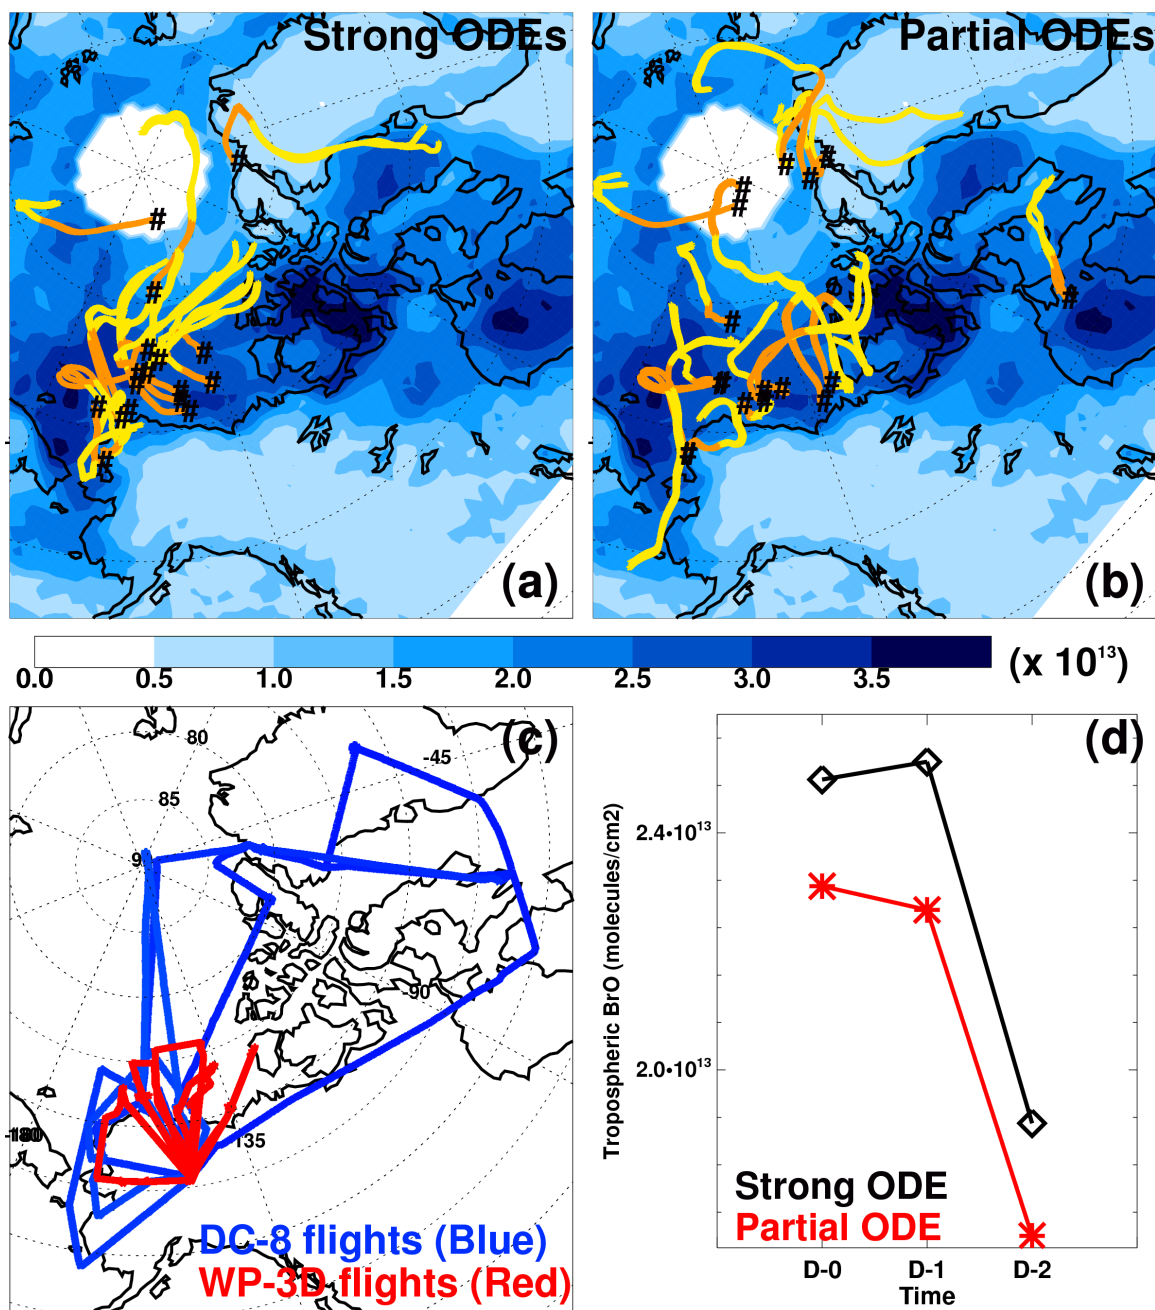 Strong ODEs
Partial ODEs
(a)
(b)
0.0 0.5 1.0 1.5 2.0 2.5 3.0 3.5
(x 10¹³)
(c)
80
-45
85
-90
135
DC-8 flights (Blue)
WP-3D flights (Red)
(d)
Tropospheric BrO (molecules/cm2)
2.4•10¹³
2.0•10¹³
Strong ODE
Partial ODE
D-0 D-1 D-2
Time